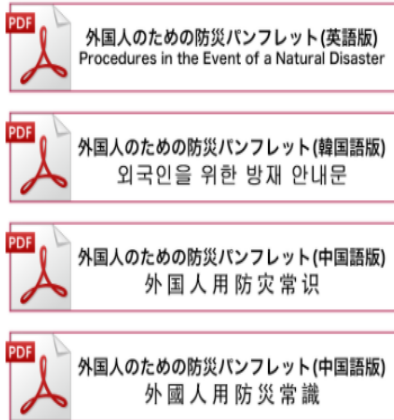 PDF
外国人のための防災パンフレット(英語版)
Procedures in the Event of a Natural Disaster
PDF
外国人のための防災パンフレット(韓国語版)
외국인을 위한 방재 안내문
PDF
外国人のための防災パンフレット(中国語版)
外国人用防灾常识
PDF
外国人のための防災パンフレット(中国語版)
外國人用防災常識